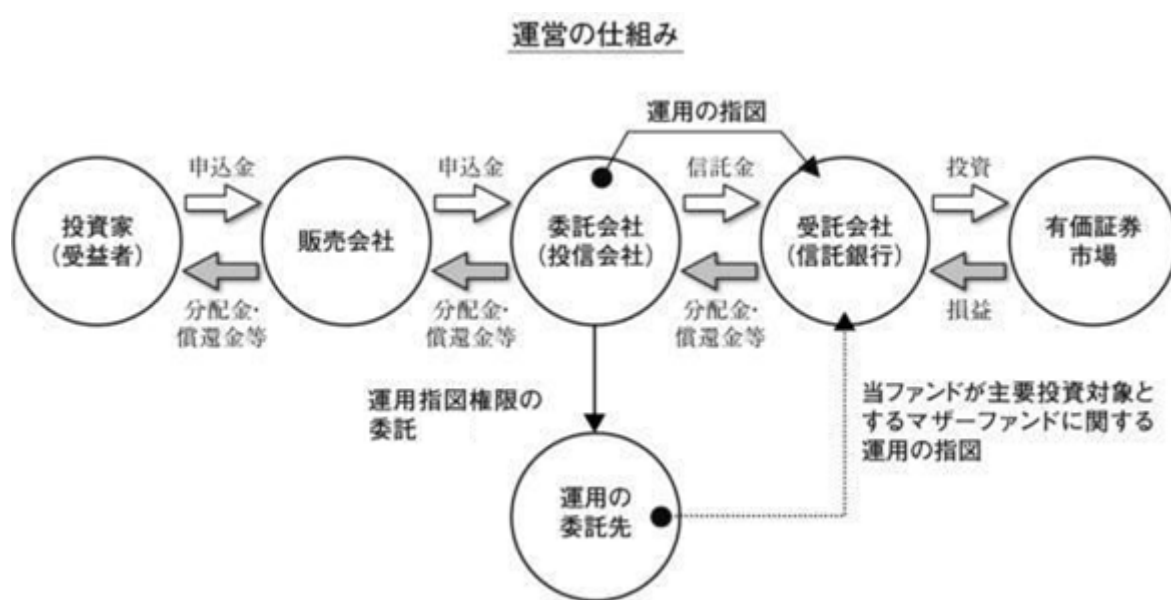 運営の仕組み
運用の指図
申込金
申込金
信託金
投資
投資家
（受益者）
販売会社
委託会社
（投信会社）
受託会社
（信託銀行）
有価証券
市場
分配金・
償還金等
分配金・
償還金等
分配金・
償還金等
損益
運用指図権限の
委託
当ファンドが主要投資対象と
するマザーファンドに関する
運用の指図
運用の
委託先